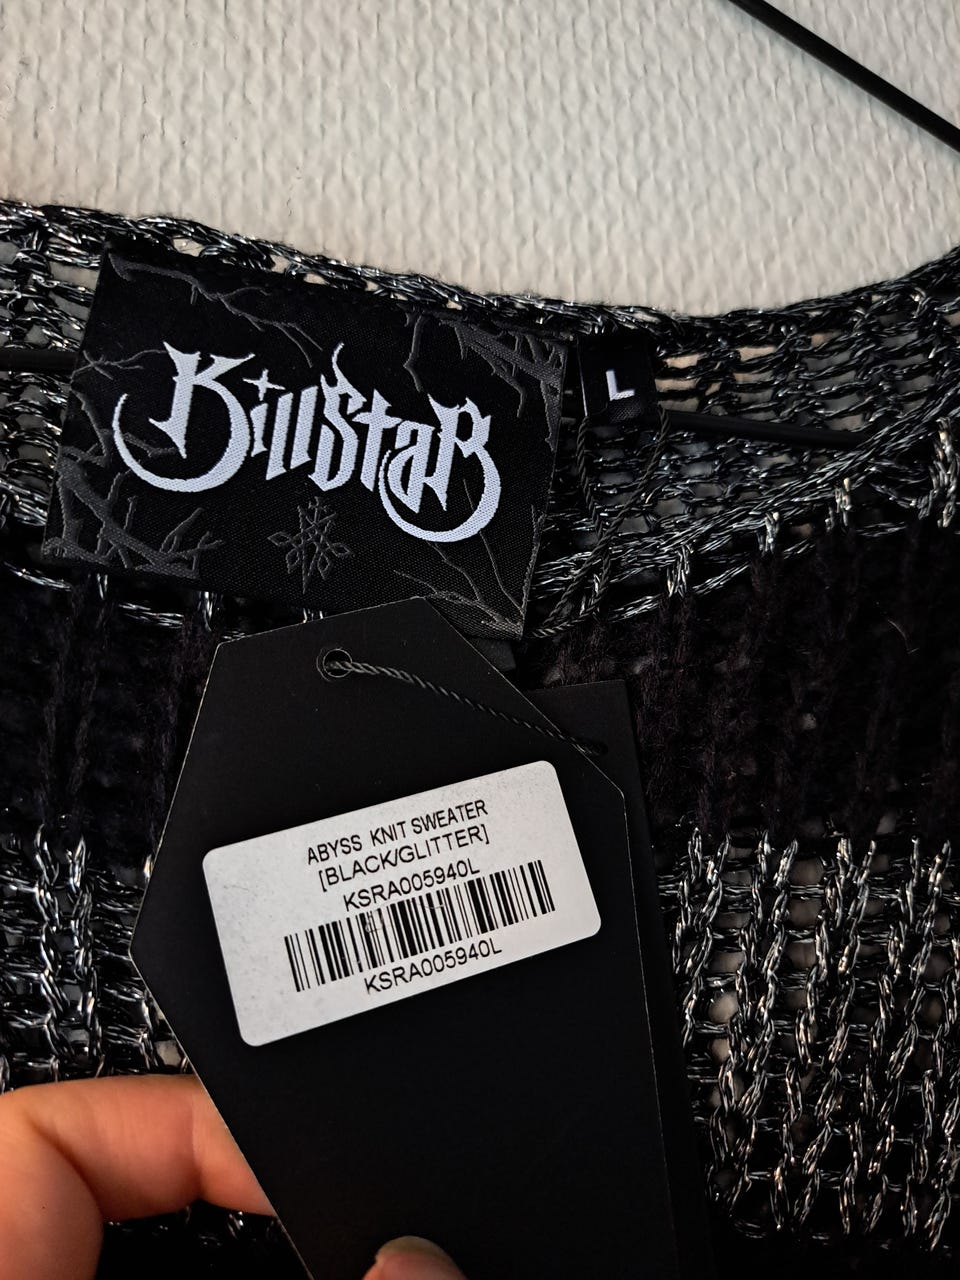 KillStar
L
ABYSS KNIT SWEATER
[BLACK/GLITTER]
KSRA005940L
KSRA005940L